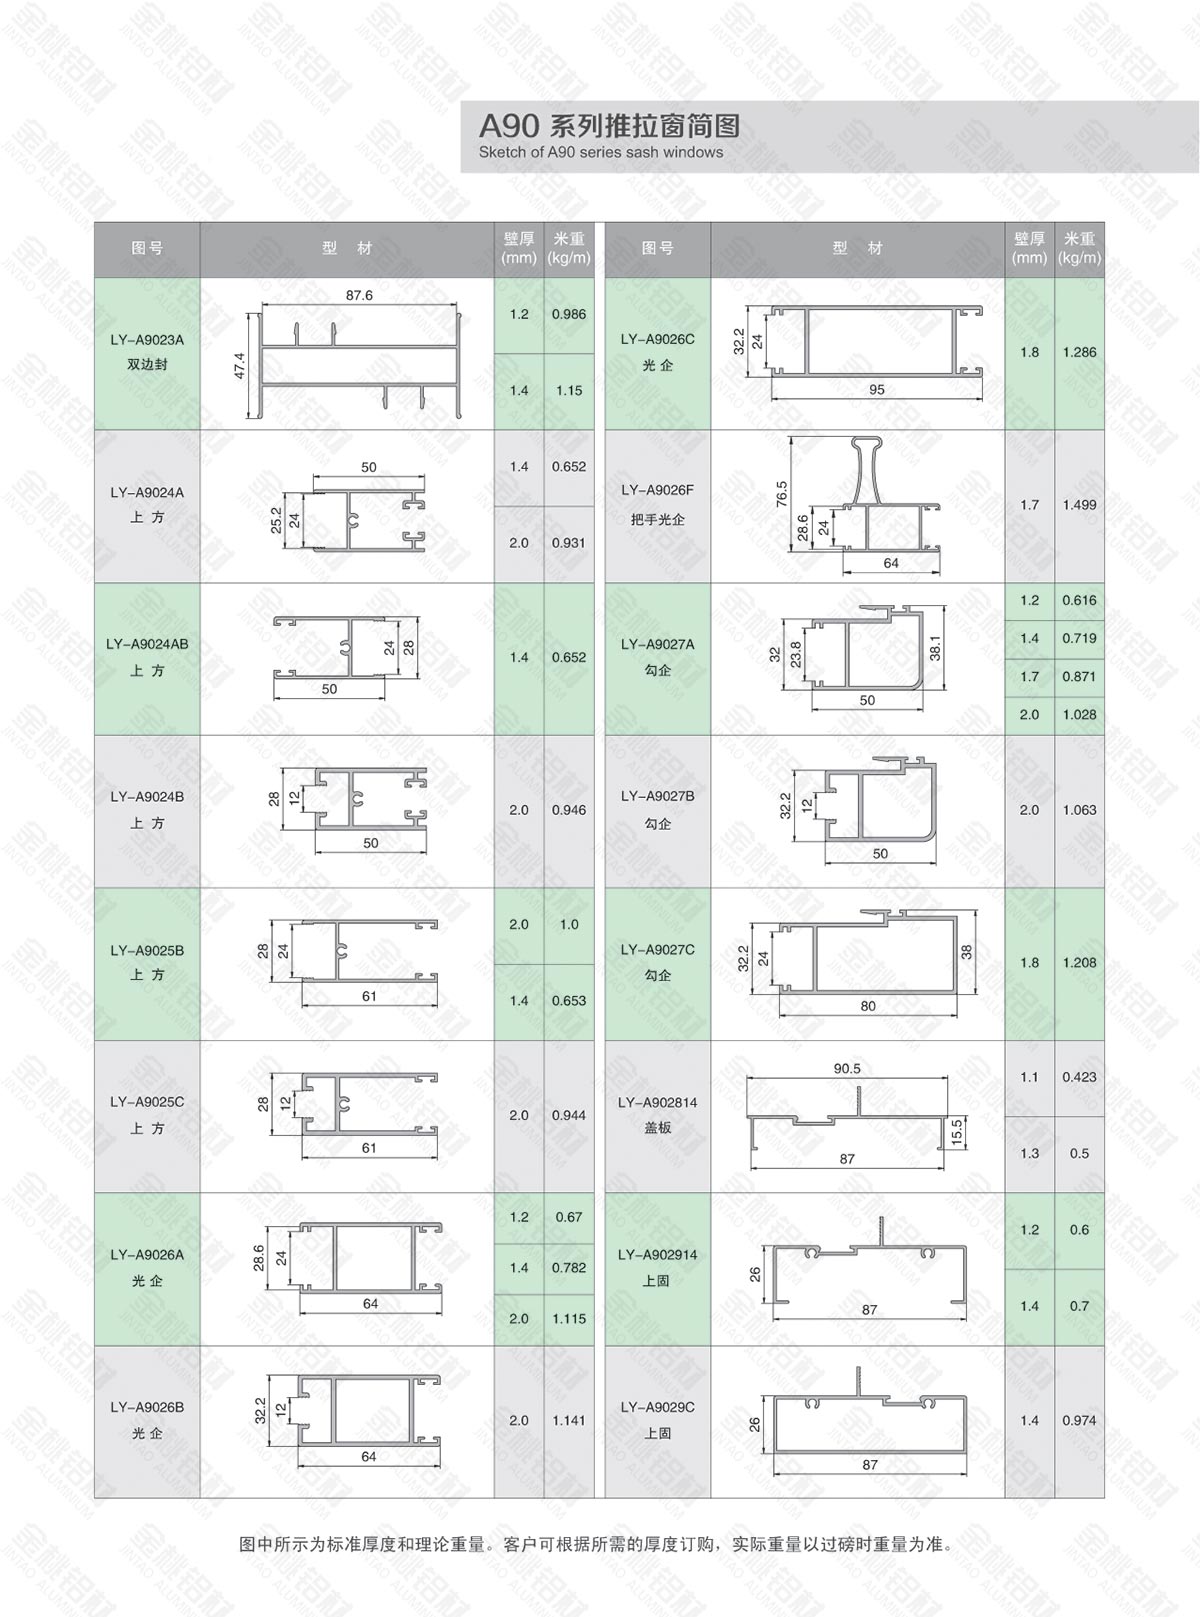 A90 系列推拉窗简图
Sketch of A90 series sash windows
图号 型 材 壁厚(mm) 米重(kg/m)
LY-A9023A
双边封
87.6
47.4
1.2 0.986
1.4 1.15
LY-A9024A
上 方
50
25.2
24
1.4 0.652
2.0 0.931
LY-A9024AB
上 方
24
28
50
1.4 0.652
LY-A9024B
上 方
28
12
50
2.0 0.946
LY-A9025B
上 方
28
24
61
2.0 1.0
1.4 0.653
LY-A9025C
上 方
28
12
61
2.0 0.944
LY-A9026A
光 企
28.6
24
64
1.2 0.67
1.4 0.782
2.0 1.115
LY-A9026B
光 企
32.2
12
64
2.0 1.141
图号 型 材 壁厚(mm) 米重(kg/m)
LY-A9026C
光 企
32.2
24
95
1.8 1.286
LY-A9026F
把手光企
76.5
28.6
24
64
1.7 1.499
LY-A9027A
勾企
32
23.8
38.1
50
1.2 0.616
1.4 0.719
1.7 0.871
2.0 1.028
LY-A9027B
勾企
32.2
12
50
2.0 1.063
LY-A9027C
勾企
32.2
24
38
80
1.8 1.208
LY-A902814
盖板
90.5
15.5
87
1.1 0.423
1.3 0.5
LY-A902914
上固
26
87
1.2 0.6
1.4 0.7
LY-A9029C
上固
26
87
1.4 0.974
图中所示为标准厚度和理论重量。客户可根据所需的厚度订购，实际重量以过磅时重量为准。
金桃铝材
JINTAO ALUMINIUM